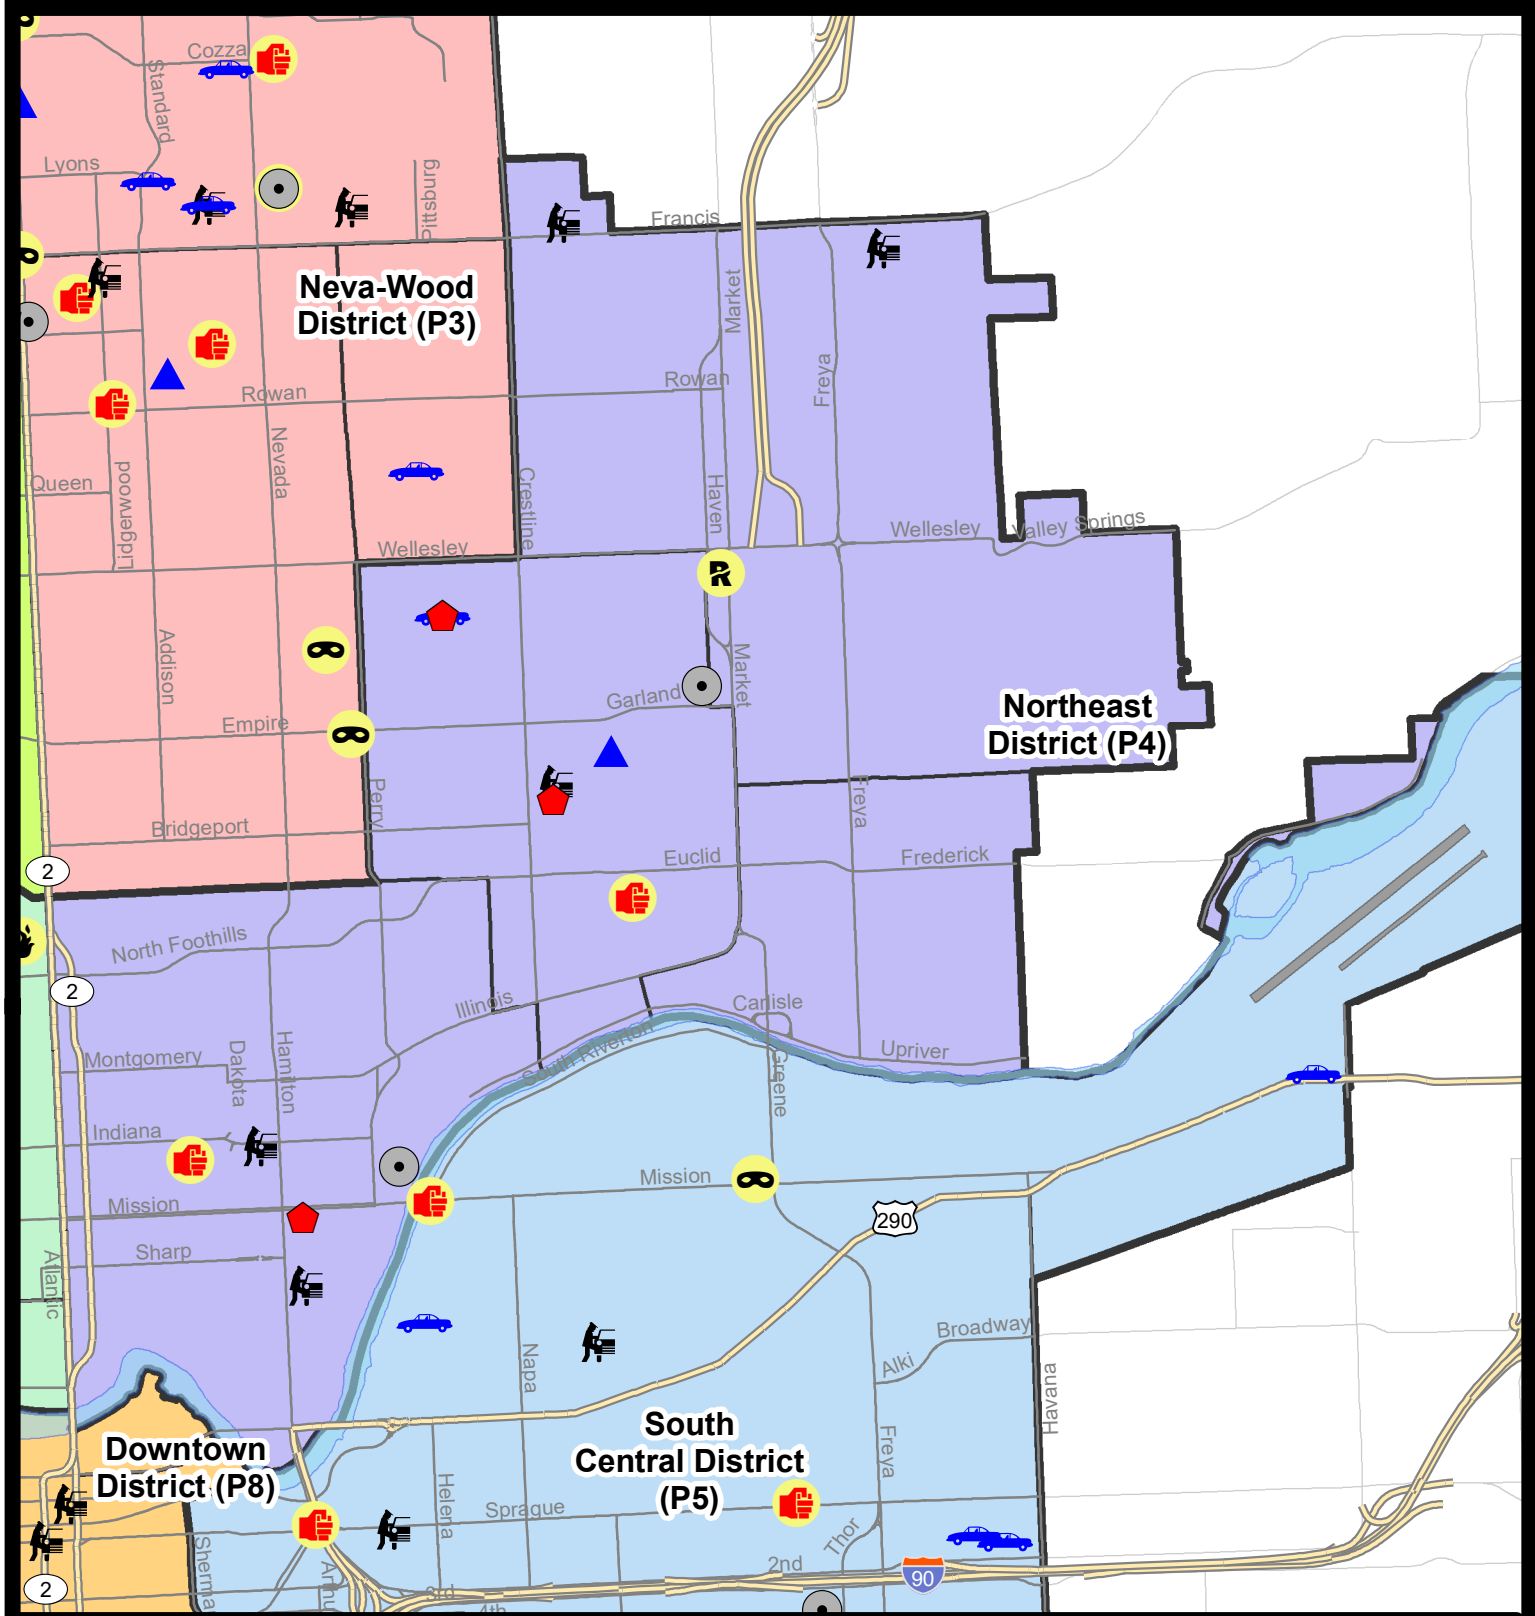 Cozza
Standard
Lyons
Pittsburg
Francis
Neva-Wood
District (P3)
Market
Freya
Rowan
Rowan
Nevada
Queen
Lidgerwood
Crestline
Haven
Wellesley
Valley Springs
Wellesley
R
Addison
Market
Garland
Northeast
District (P4)
Empire
Perry
Freya
Bridgeport
Euclid
Frederick
2
North Foothills
2
Illinois
Carlisle
South Riverton
Upriver
Montgomery
Dakota
Hamilton
Greene
Indiana
Mission
Mission
290
Sharp
Atlantic
Broadway
Napa
Alki
Havana
South
Central District
(P5)
Downtown
District (P8)
Freya
Helena
Sprague
Thor
2nd
90
2
3rd
4th